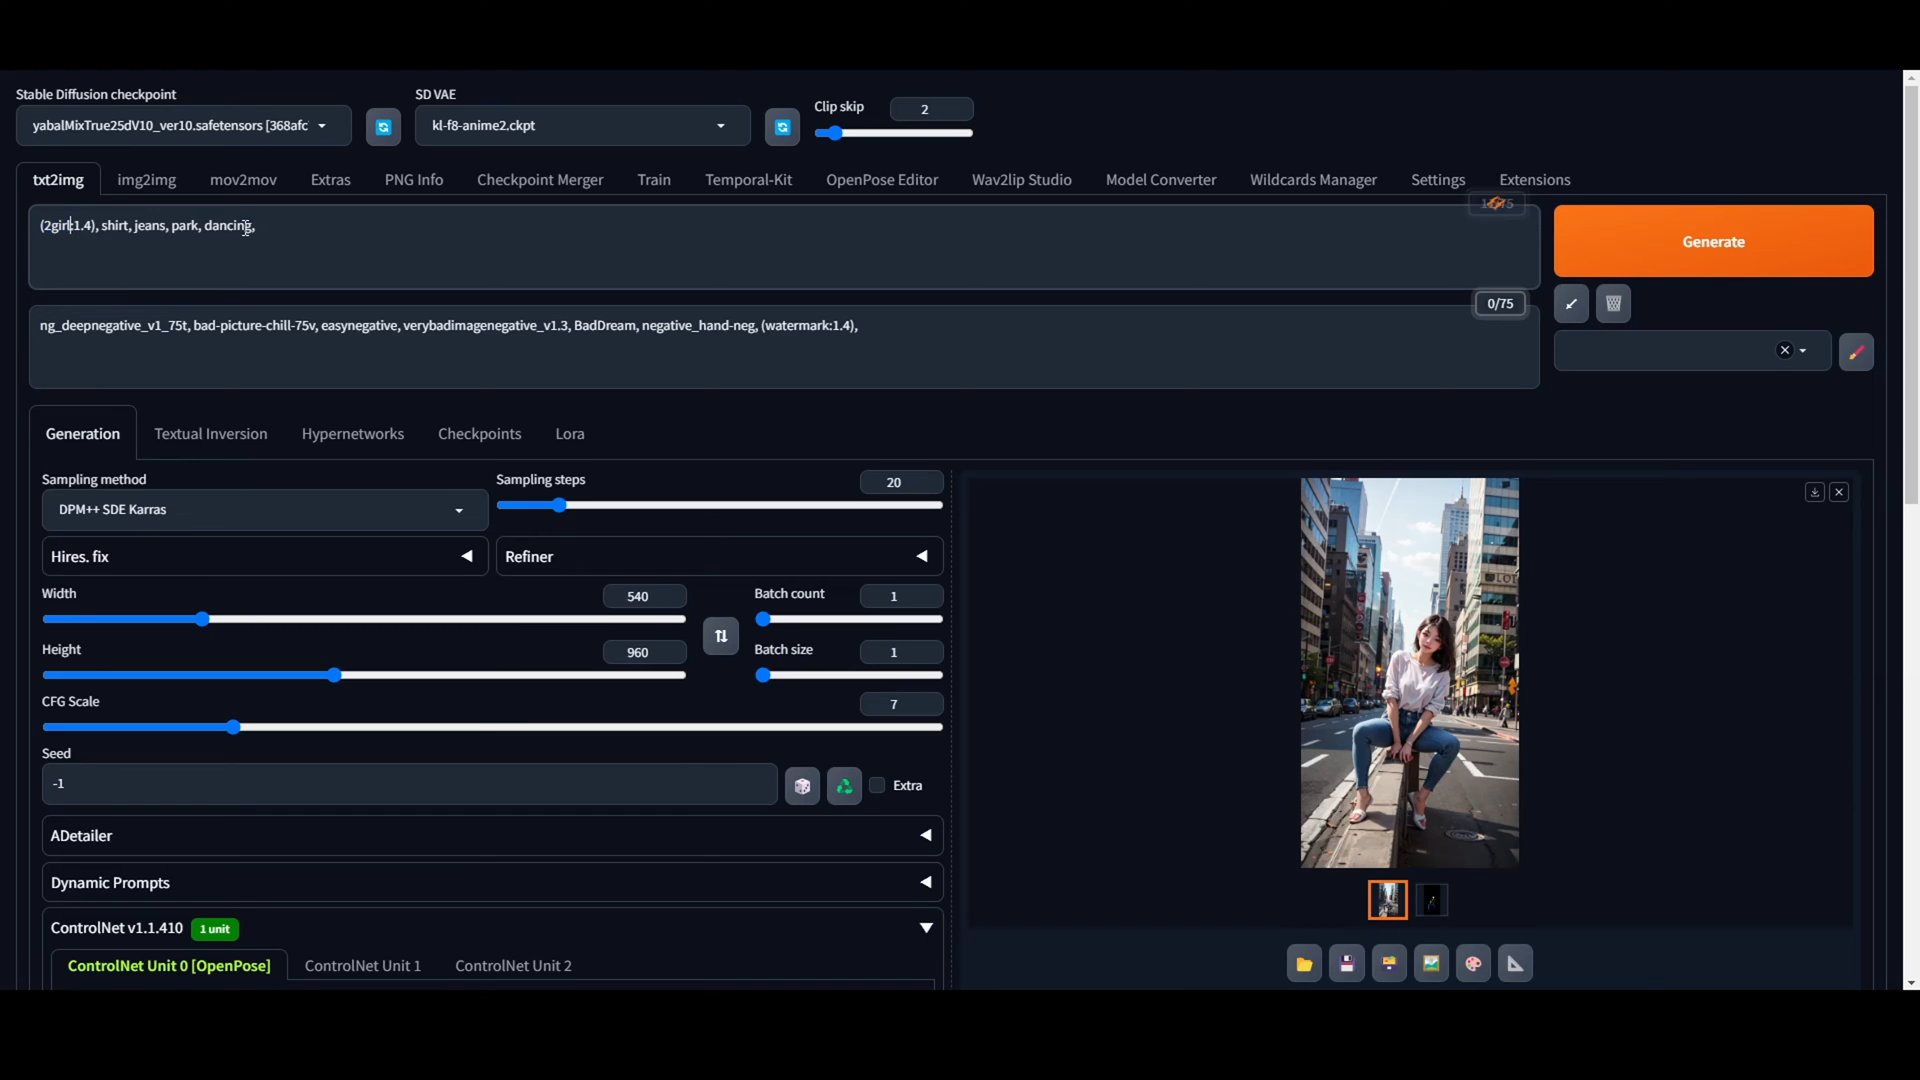 Stable Diffusion checkpoint
SD VAE
Clip skip
2
yabalMixTrue25dV10_ver10.safetensors [368afc
kl-f8-anime2.ckpt
txt2img
img2img
mov2mov
Extras
PNG Info
Checkpoint Merger
Train
Temporal-Kit
OpenPose Editor
Wav2lip Studio
Model Converter
Wildcards Manager
Settings
Extensions
(2girl:1.4), shirt, jeans, park, dancing,
Generate
0/75
ng_deepnegative_v1_75t, bad-picture-chill-75v, easynegative, verybadimagenegative_v1.3, BadDream, negative_hand-neg, (watermark:1.4),
Generation
Textual Inversion
Hypernetworks
Checkpoints
Lora
Sampling method
Sampling steps
20
DPM++ SDE Karras
Hires. fix
Refiner
Width
540
Batch count
1
Height
960
Batch size
1
CFG Scale
7
Seed
-1
Extra
ADetailer
Dynamic Prompts
ControlNet v1.1.410
1 unit
ControlNet Unit 0 [OpenPose]
ControlNet Unit 1
ControlNet Unit 2